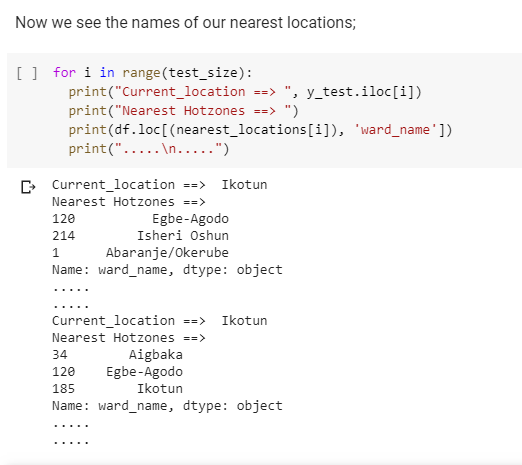 Now we see the names of our nearest locations;
[ ] for i in range(test_size):
print("Current_location ==> ", y_test.iloc[i])
print("Nearest Hotzones ==> ")
print(df.loc[(nearest_locations[i]), 'ward_name'])
print(".....\n.....")
Current_location ==>  Ikotun
Nearest Hotzones ==>
120 Egbe-Agodo
214 Isheri Oshun
1 Abaranje/Okerube
Name: ward_name, dtype: object
.....
.....
Current_location ==>  Ikotun
Nearest Hotzones ==>
34 Aigbaka
120 Egbe-Agodo
185 Ikotun
Name: ward_name, dtype: object
.....
.....